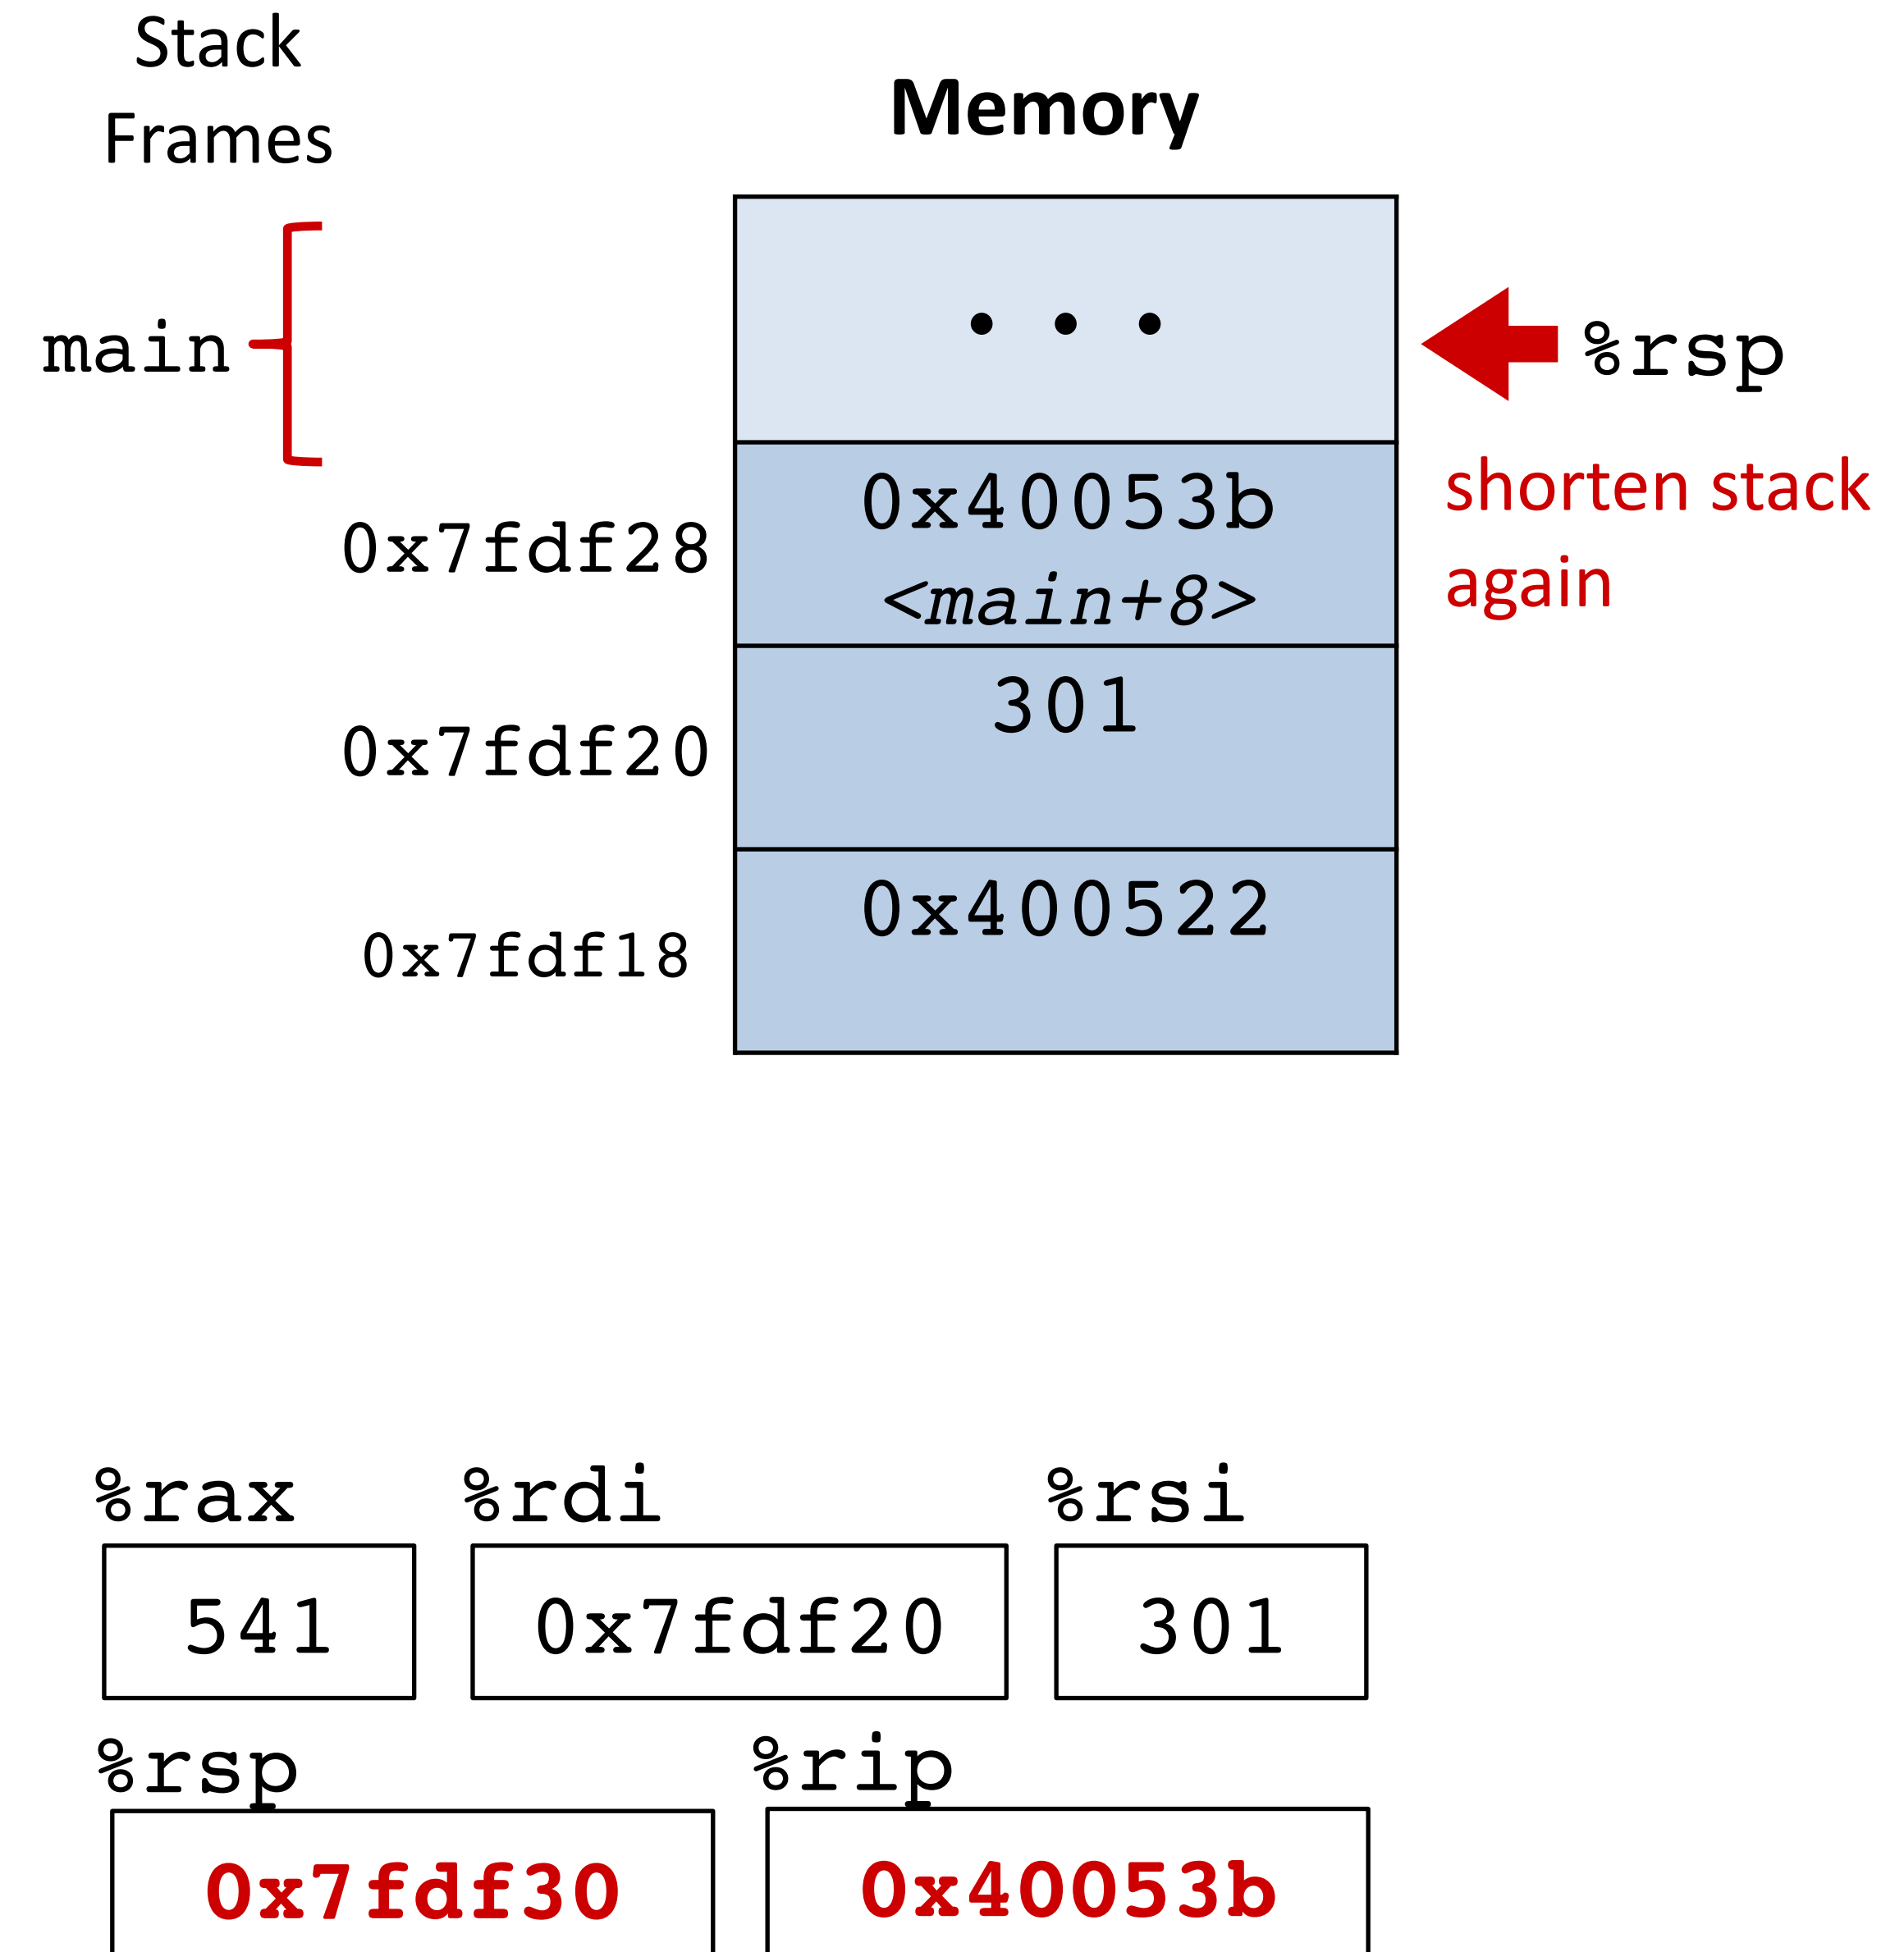 Stack
Frames
Memory
main
• • •
%rsp
shorten stack
again
0x7fdf28
0x40053b
<main+8>
0x7fdf20
301
0x7fdf18
0x400522
%rax
%rdi
%rsi
541
0x7fdf20
301
%rsp
%rip
0x7fdf30
0x40053b